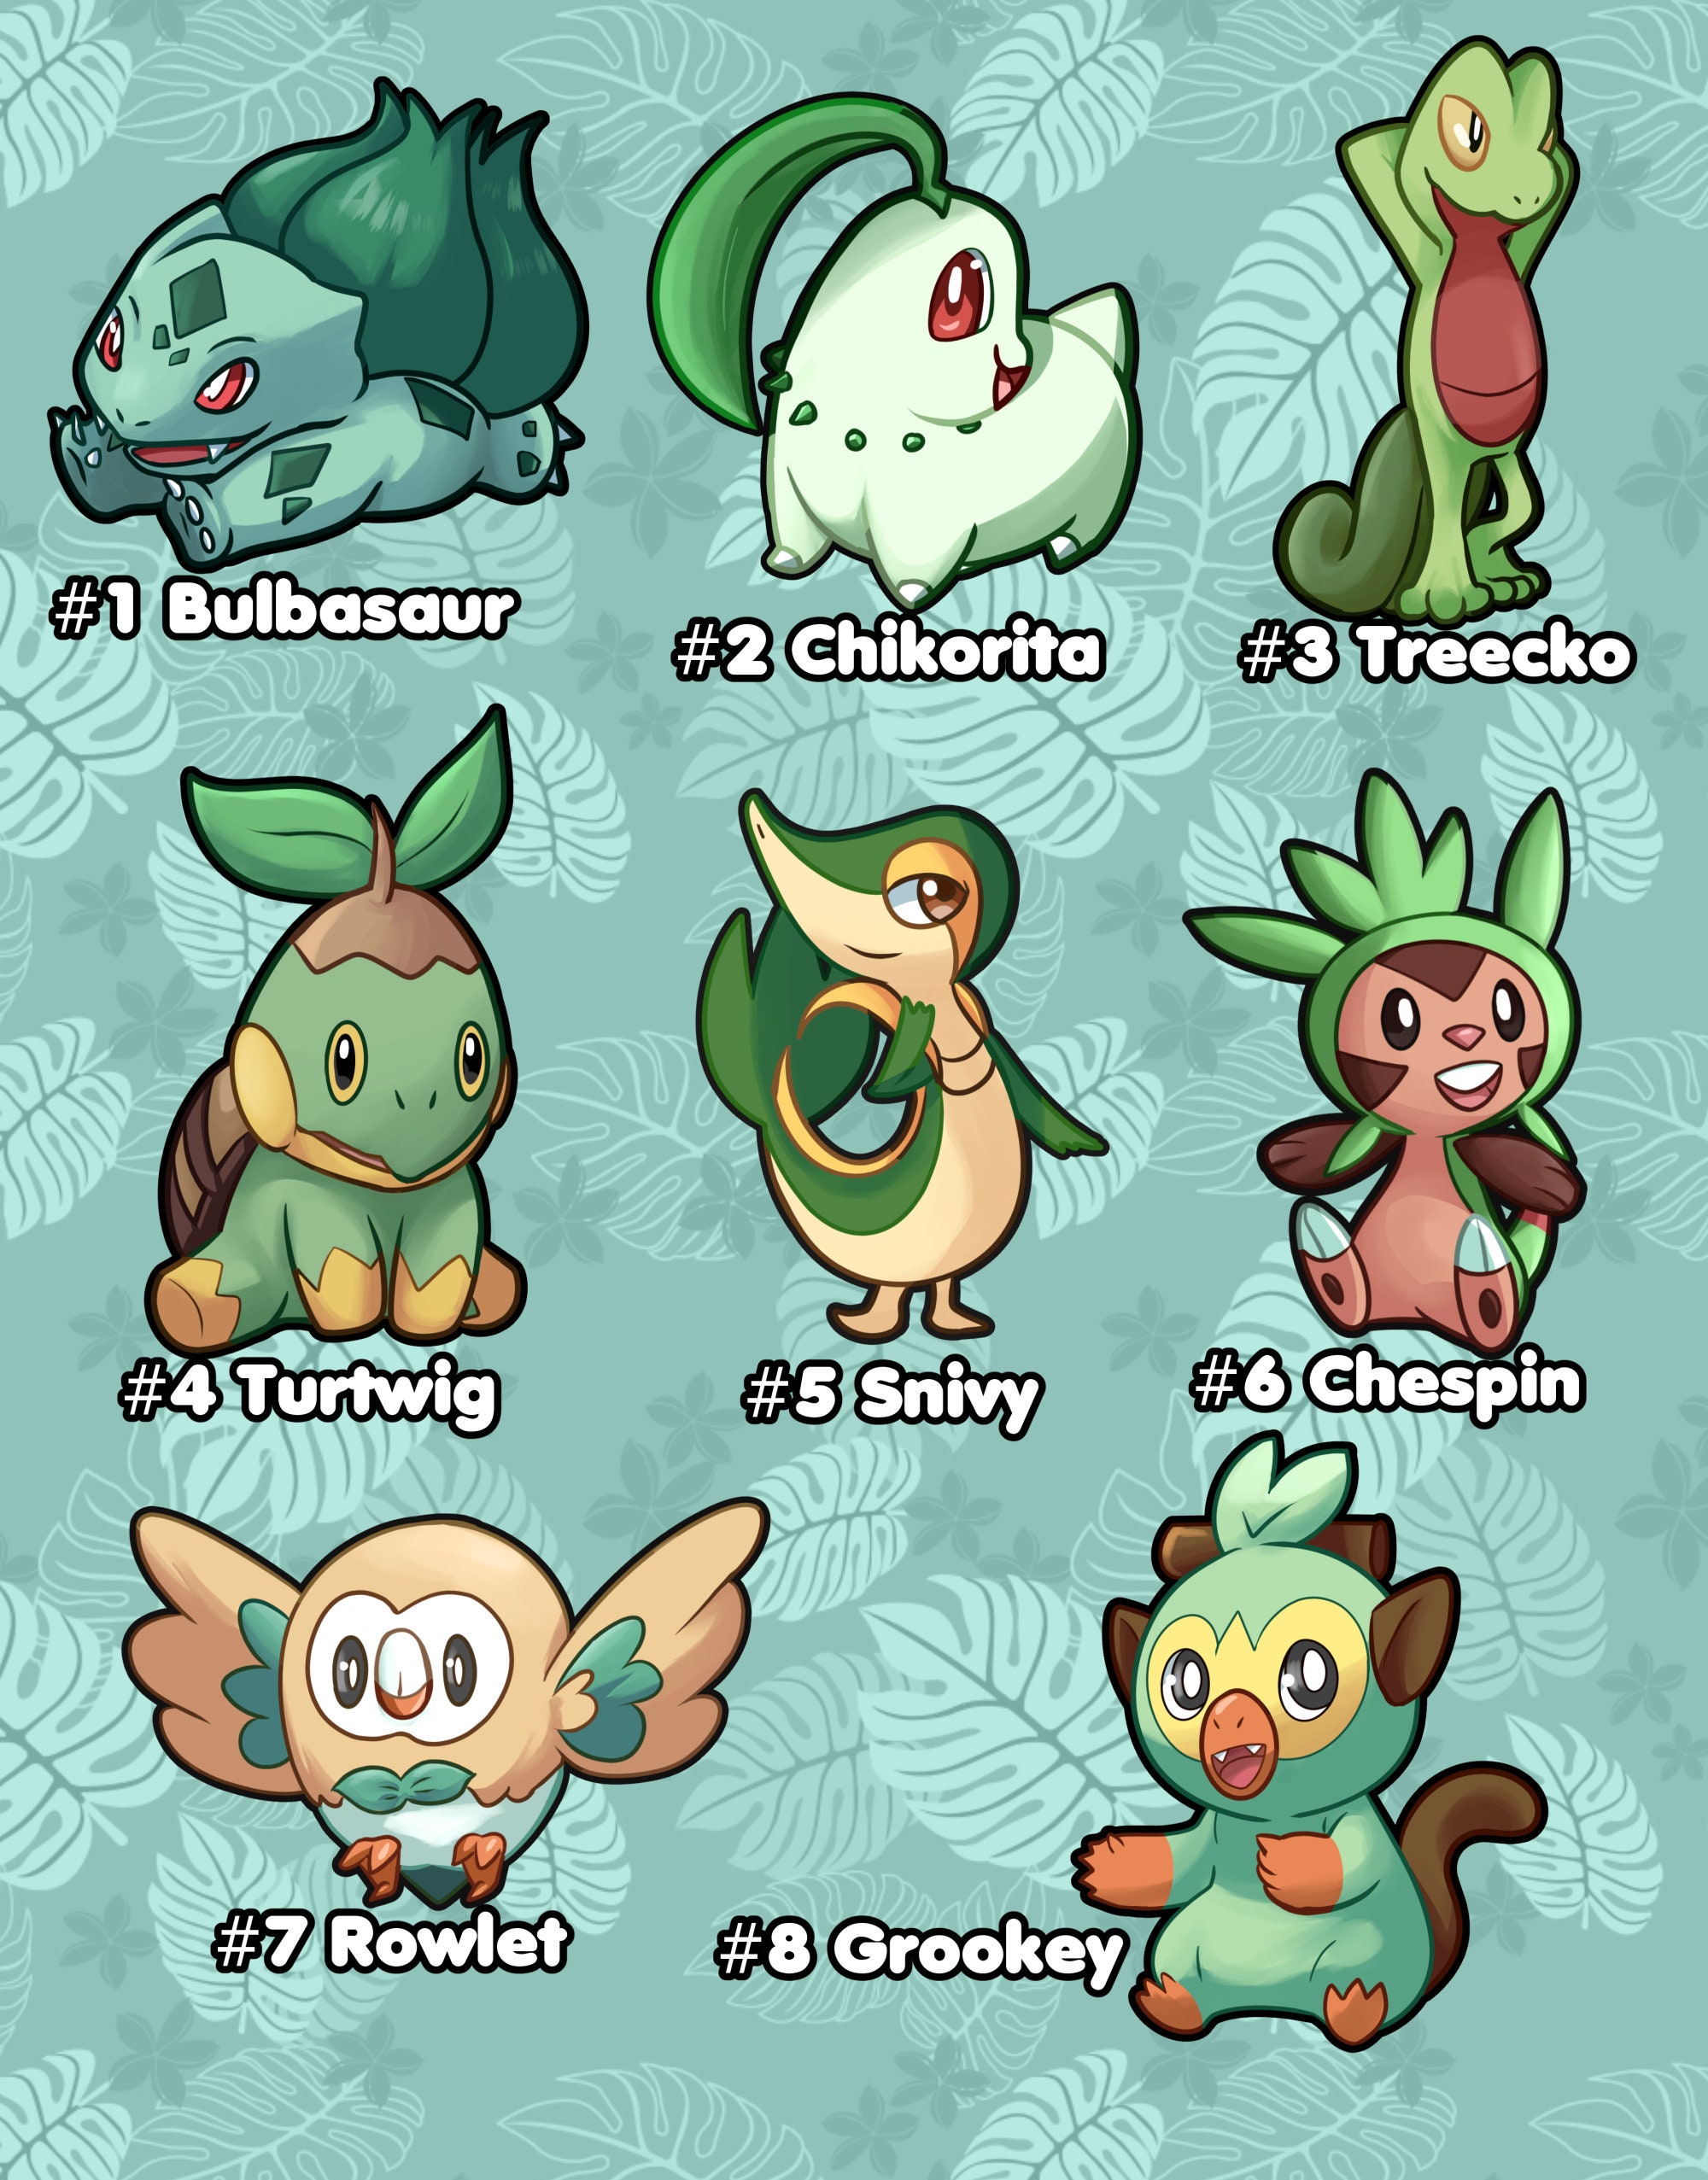 #1 Bulbasaur
#2 Chikorita
#3 Treecko
#4 Turtwig
#5 Snivy
#6 Chespin
#7 Rowlet
#8 Grookey